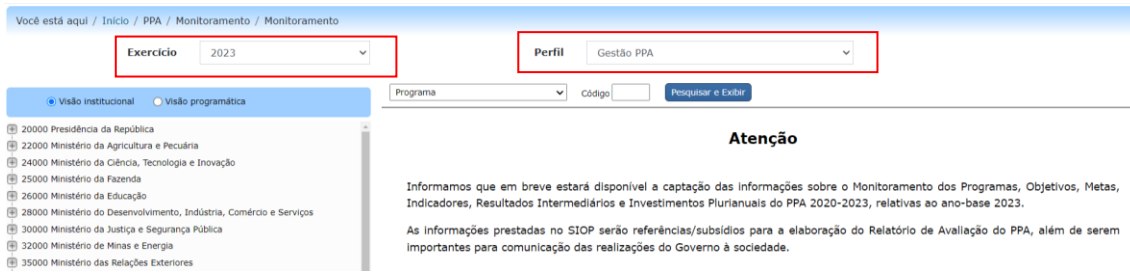 Você está aqui / Início / PPA / Monitoramento / Monitoramento
Exercício 2023 Perfil Gestão PPA
Visão institucional Visão programática
Programa Código Pesquisar e Exibir
20000 Presidência da República
22000 Ministério da Agricultura e Pecuária
24000 Ministério da Ciência, Tecnologia e Inovação
25000 Ministério da Fazenda
26000 Ministério da Educação
28000 Ministério do Desenvolvimento, Indústria, Comércio e Serviços
30000 Ministério da Justiça e Segurança Pública
32000 Ministério de Minas e Energia
35000 Ministério das Relações Exteriores
Atenção
Informamos que em breve estará disponível a captação das informações sobre o Monitoramento dos Programas, Objetivos, Metas,
Indicadores, Resultados Intermediários e Investimentos Plurianuais do PPA 2020-2023, relativas ao ano-base 2023.
As informações prestadas no SIOP serão referências/subsídios para a elaboração do Relatório de Avaliação do PPA, além de serem
importantes para comunicação das realizações do Governo à sociedade.